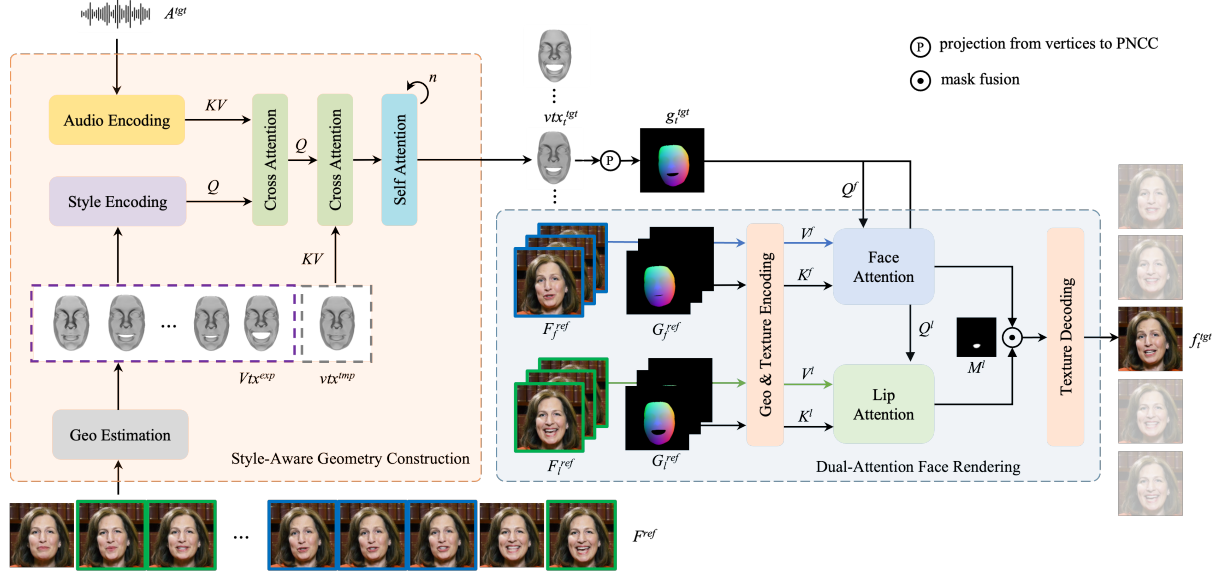 A^tgt
P projection from vertices to PNCC
mask fusion
n
KV
Audio Encoding
Cross Attention
Q
Cross Attention
Self Attention
vtx_t^tgt
g_t^tgt
P
Style Encoding
Q
KV
Q^f
...
Vtx^exp
vtx^tmp
Geo Estimation
Style-Aware Geometry Construction
F_f^ref
G_f^ref
Geo & Texture Encoding
V^f
K^f
Face
Attention
Q^l
M^l
Texture Decoding
f_t^tgt
F_l^ref
G_l^ref
V^l
K^l
Lip
Attention
Dual-Attention Face Rendering
...
F^ref